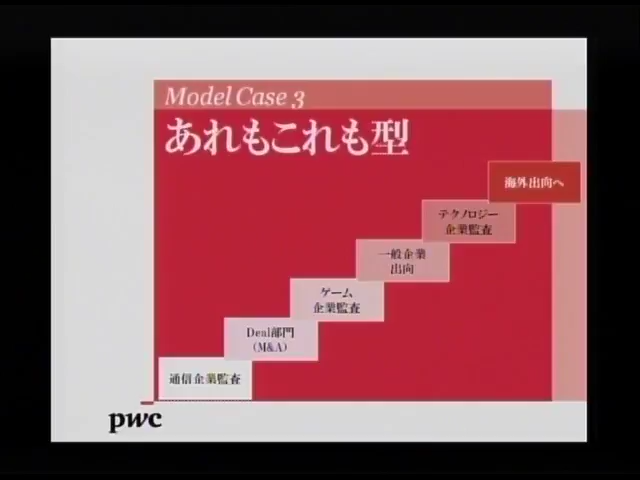 Model Case 3
あれもこれも型
海外出向へ
テクノロジー
企業監査
一般企業
出向
ゲーム
企業監査
Deal部門
（M&A）
通信企業監査
pwc